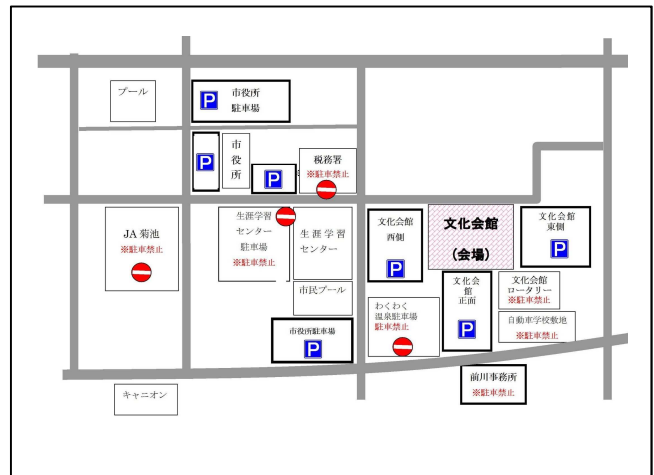 プール
P
市役所
駐車場
P
市
役
所
P
税務署
※駐車禁止
JA 菊池
※駐車禁止
生涯学習
センター
駐車場
※駐車禁止
生涯学習
センター
文化会館
西側
P
文化会館
(会場)
文化会館
東側
P
市民プール
市役所駐車場
P
わくわく
温泉駐車場
駐車禁止
文化会
館
正面
P
文化会館
ロータリー
※駐車禁止
自動車学校敷地
※駐車禁止
キャニオン
前川事務所
※駐車禁止